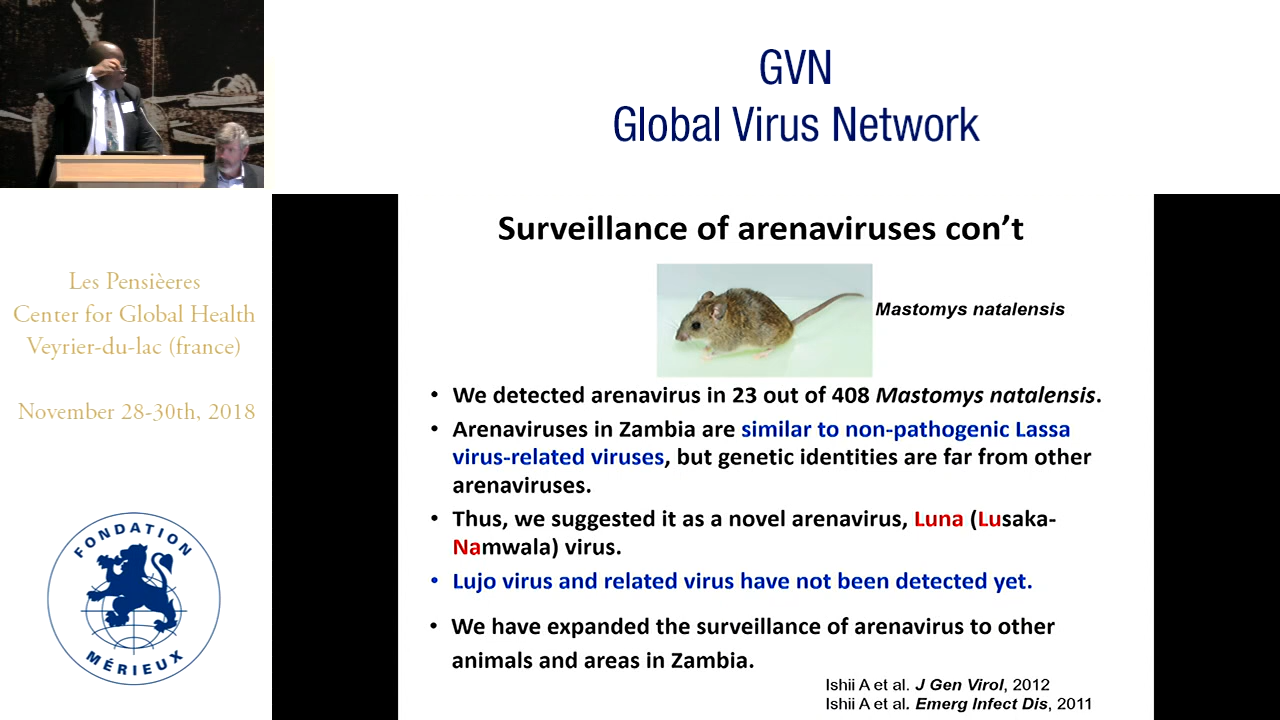 GVN
Global Virus Network
Les Pensièeres
Center for Global Health
Veyrier-du-lac (france)
November 28-30th, 2018
FONDATION
MÉRIEUX
Surveillance of arenaviruses con’t
Mastomys natalensis
• We detected arenavirus in 23 out of 408 Mastomys natalensis.
• Arenaviruses in Zambia are similar to non-pathogenic Lassa
virus-related viruses, but genetic identities are far from other
arenaviruses.
• Thus, we suggested it as a novel arenavirus, Luna (Lusaka-
Namwala) virus.
• Lujo virus and related virus have not been detected yet.
• We have expanded the surveillance of arenavirus to other
animals and areas in Zambia.
Ishii A et al. J Gen Virol, 2012
Ishii A et al. Emerg Infect Dis, 2011